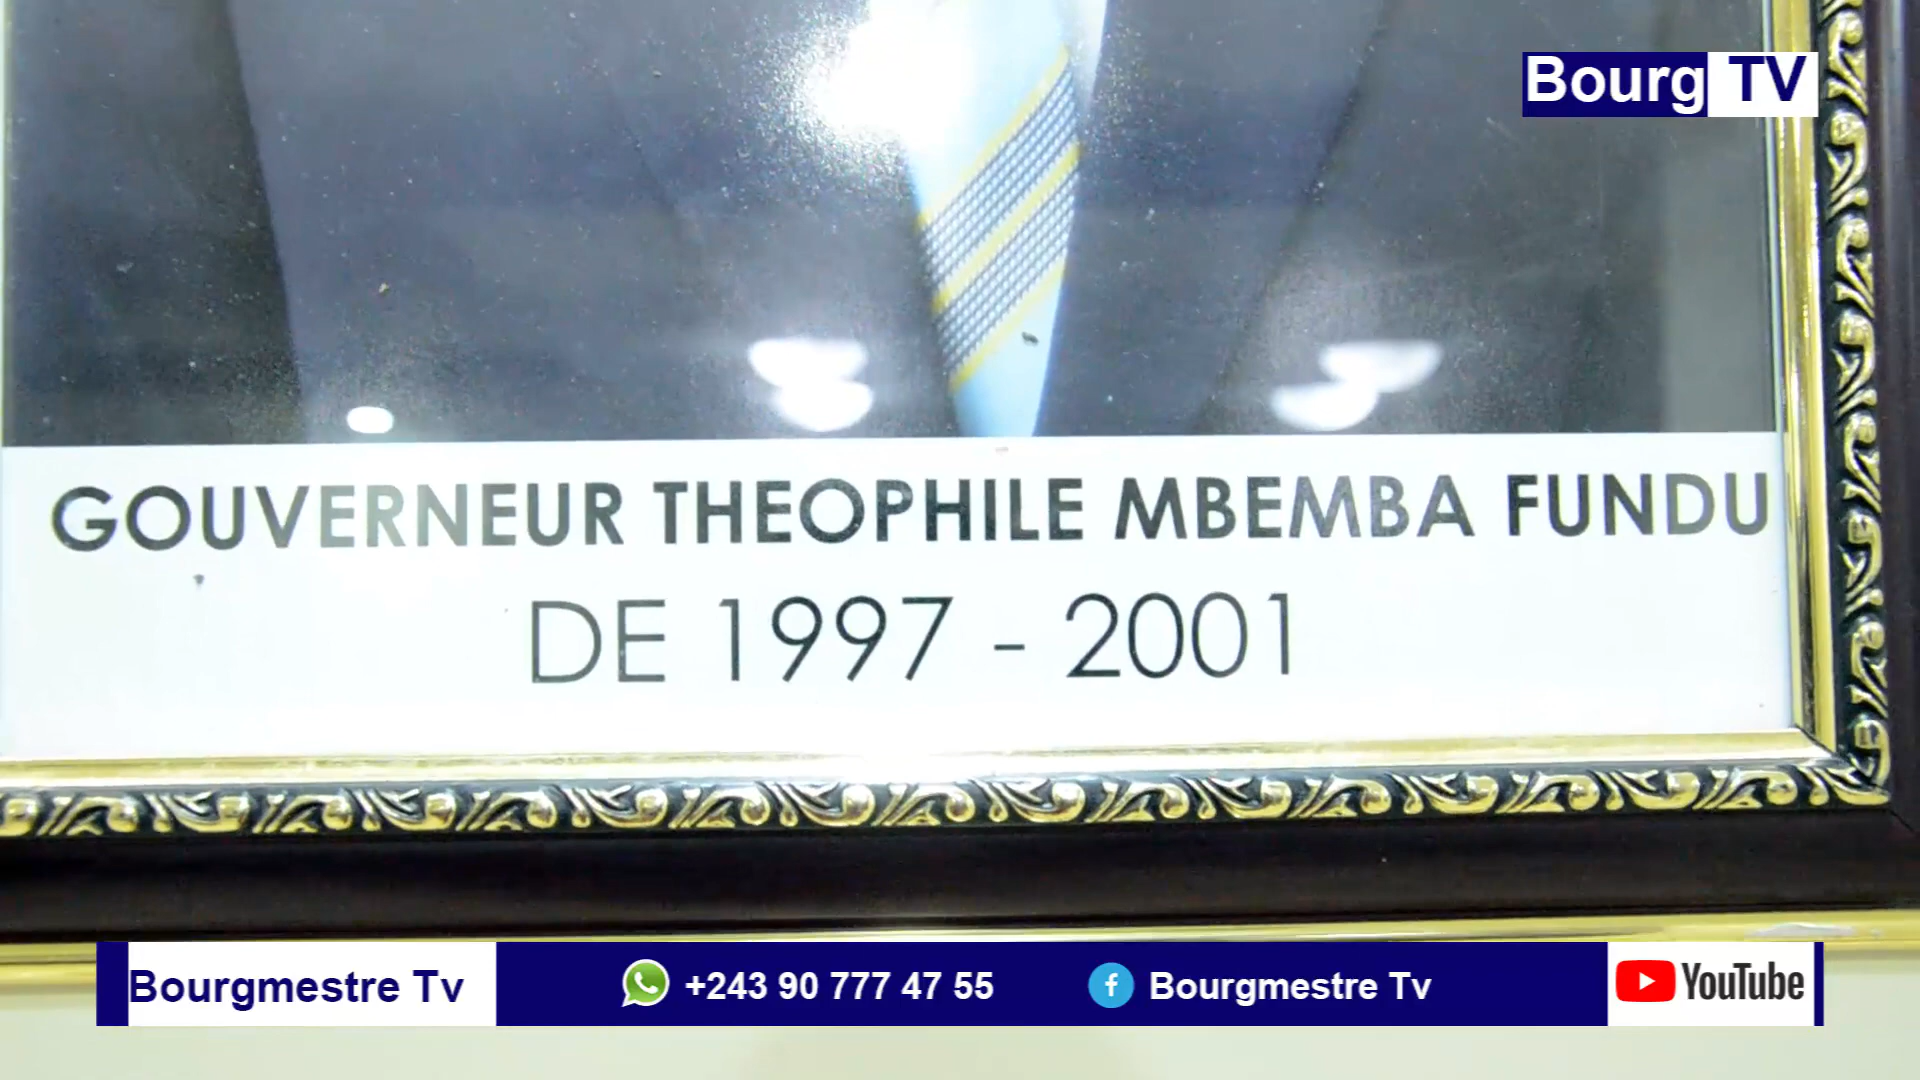 Bourg TV
GOUVERNEUR THEOPHILE MBEMBA FUNDU
DE 1997 - 2001
Bourgmestre Tv
+243 90 777 47 55
Bourgmestre Tv
YouTube